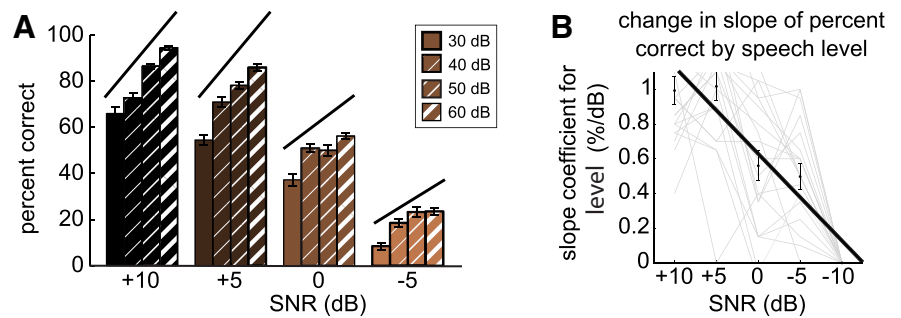 A
100
80
60
40
20
0
percent correct
+10
+5
0
-5
SNR (dB)
30 dB
40 dB
50 dB
60 dB
B
change in slope of percent
correct by speech level
slope coefficient for
level (%/dB)
1
0.8
0.6
0.4
0.2
0
+10 +5 0 -5 -10
SNR (dB)